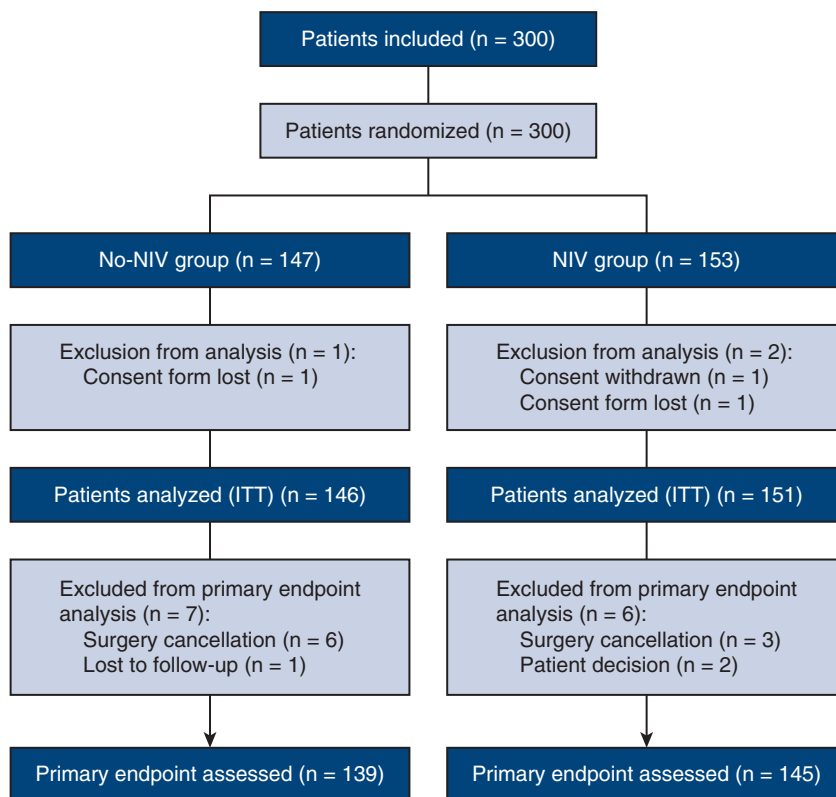 Patients included (n = 300)
Patients randomized (n = 300)
No-NIV group (n = 147)
NIV group (n = 153)
Exclusion from analysis (n = 1):
Consent form lost (n = 1)
Exclusion from analysis (n = 2):
Consent withdrawn (n = 1)
Consent form lost (n = 1)
Patients analyzed (ITT) (n = 146)
Patients analyzed (ITT) (n = 151)
Excluded from primary endpoint
analysis (n = 7):
Surgery cancellation (n = 6)
Lost to follow-up (n = 1)
Excluded from primary endpoint
analysis (n = 6):
Surgery cancellation (n = 3)
Patient decision (n = 2)
Primary endpoint assessed (n = 139)
Primary endpoint assessed (n = 145)